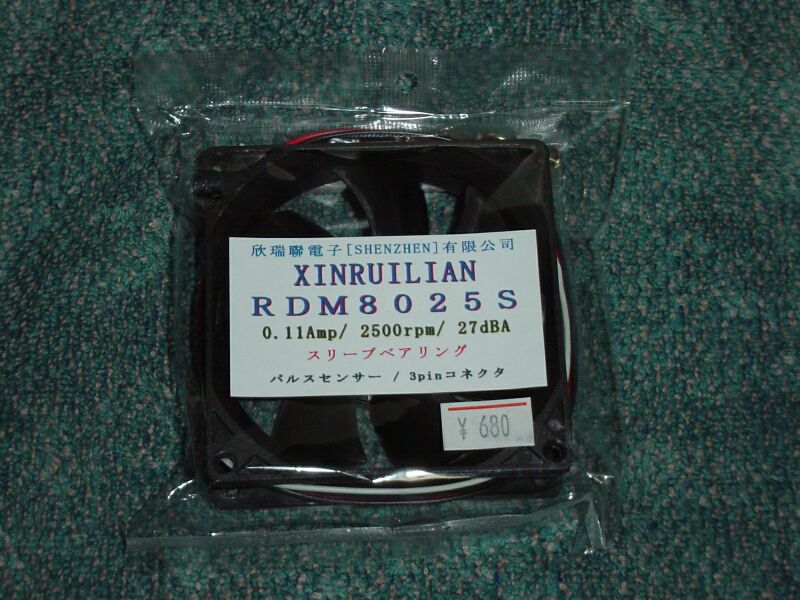 欣瑞聯電子[SHENZHEN]有限公司
XINRUILIAN
RDM8025S
0.11Amp/ 2500rpm/ 27dBA
スリーブベアリング
パルスセンサー / 3pinコネクタ
¥ 680